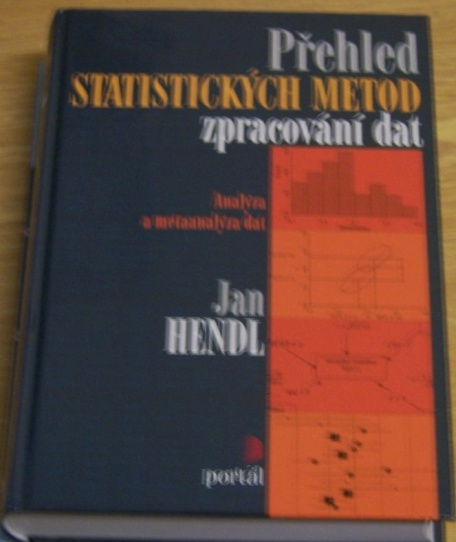 Přehled
STATISTICKÝCH METOD
zpracování dat
Analýza
a metaanalýza dat
Jan
HENDL
portál